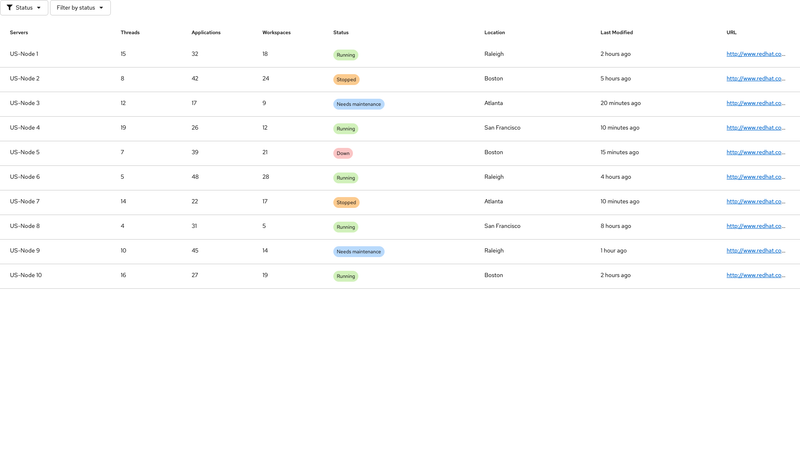 Status Filter by status
Servers Threads Applications Workspaces Status Location Last Modified URL
US-Node 1 15 32 18 Running Raleigh 2 hours ago http://www.redhat.co...
US-Node 2 8 42 24 Stopped Boston 5 hours ago http://www.redhat.co...
US-Node 3 12 17 9 Needs maintenance Atlanta 20 minutes ago http://www.redhat.co...
US-Node 4 19 26 12 Running San Francisco 10 minutes ago http://www.redhat.co...
US-Node 5 7 39 21 Down Boston 15 minutes ago http://www.redhat.co...
US-Node 6 5 48 28 Running Raleigh 4 hours ago http://www.redhat.co...
US-Node 7 14 22 17 Stopped Atlanta 10 minutes ago http://www.redhat.co...
US-Node 8 4 31 5 Running San Francisco 8 hours ago http://www.redhat.co...
US-Node 9 10 45 14 Needs maintenance Raleigh 1 hour ago http://www.redhat.co...
US-Node 10 16 27 19 Running Boston 2 hours ago http://www.redhat.co...